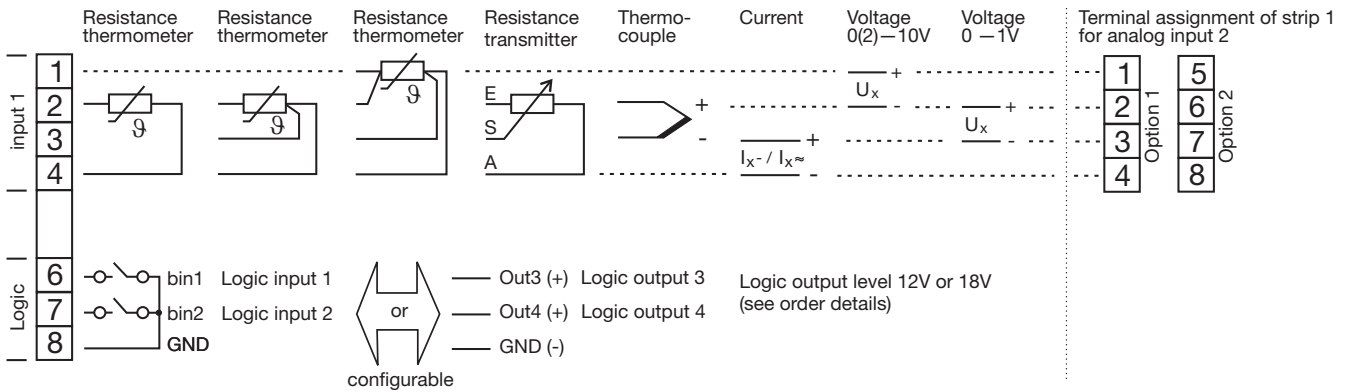 Resistance thermometer
Resistance thermometer
Resistance thermometer
Resistance transmitter
Thermo-couple
Current
Voltage 0(2)—10V
Voltage 0 —1V
Terminal assignment of strip 1 for analog input 2
input 1
1
2
3
4
ϑ
ϑ
ϑ
E
S
A
+
-
+
Ix- / Ix≈
-
+
Ux
-
+
Ux
-
1
2
3
4
Option 1
5
6
7
8
Option 2
Logic
6
7
8
bin1 Logic input 1
bin2 Logic input 2
GND
or
configurable
Out3 (+) Logic output 3
Out4 (+) Logic output 4
GND (-)
Logic output level 12V or 18V
(see order details)